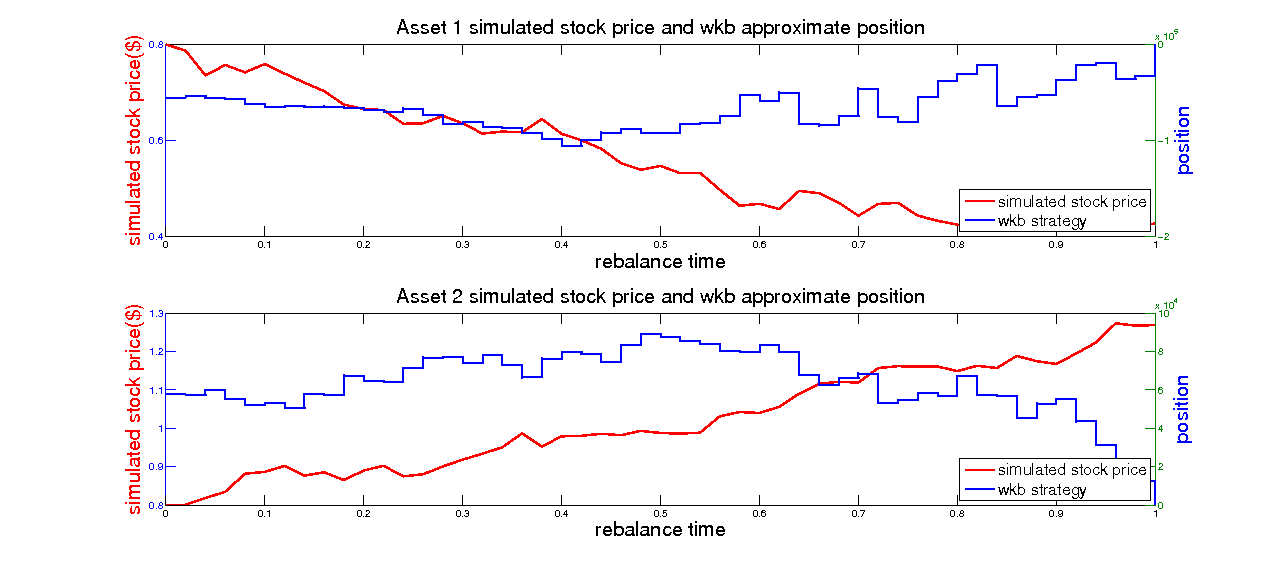 Asset 1 simulated stock price and wkb approximate position
x 10^5
simulated stock price($)
0.8
0.6
0.4
0
-1
-2
position
simulated stock price
wkb strategy
0 0.1 0.2 0.3 0.4 0.5 0.6 0.7 0.8 0.9 1
rebalance time
Asset 2 simulated stock price and wkb approximate position
x 10^4
simulated stock price($)
1.3
1.2
1.1
1
0.9
0.8
10
8
6
4
2
0
position
simulated stock price
wkb strategy
0 0.1 0.2 0.3 0.4 0.5 0.6 0.7 0.8 0.9 1
rebalance time